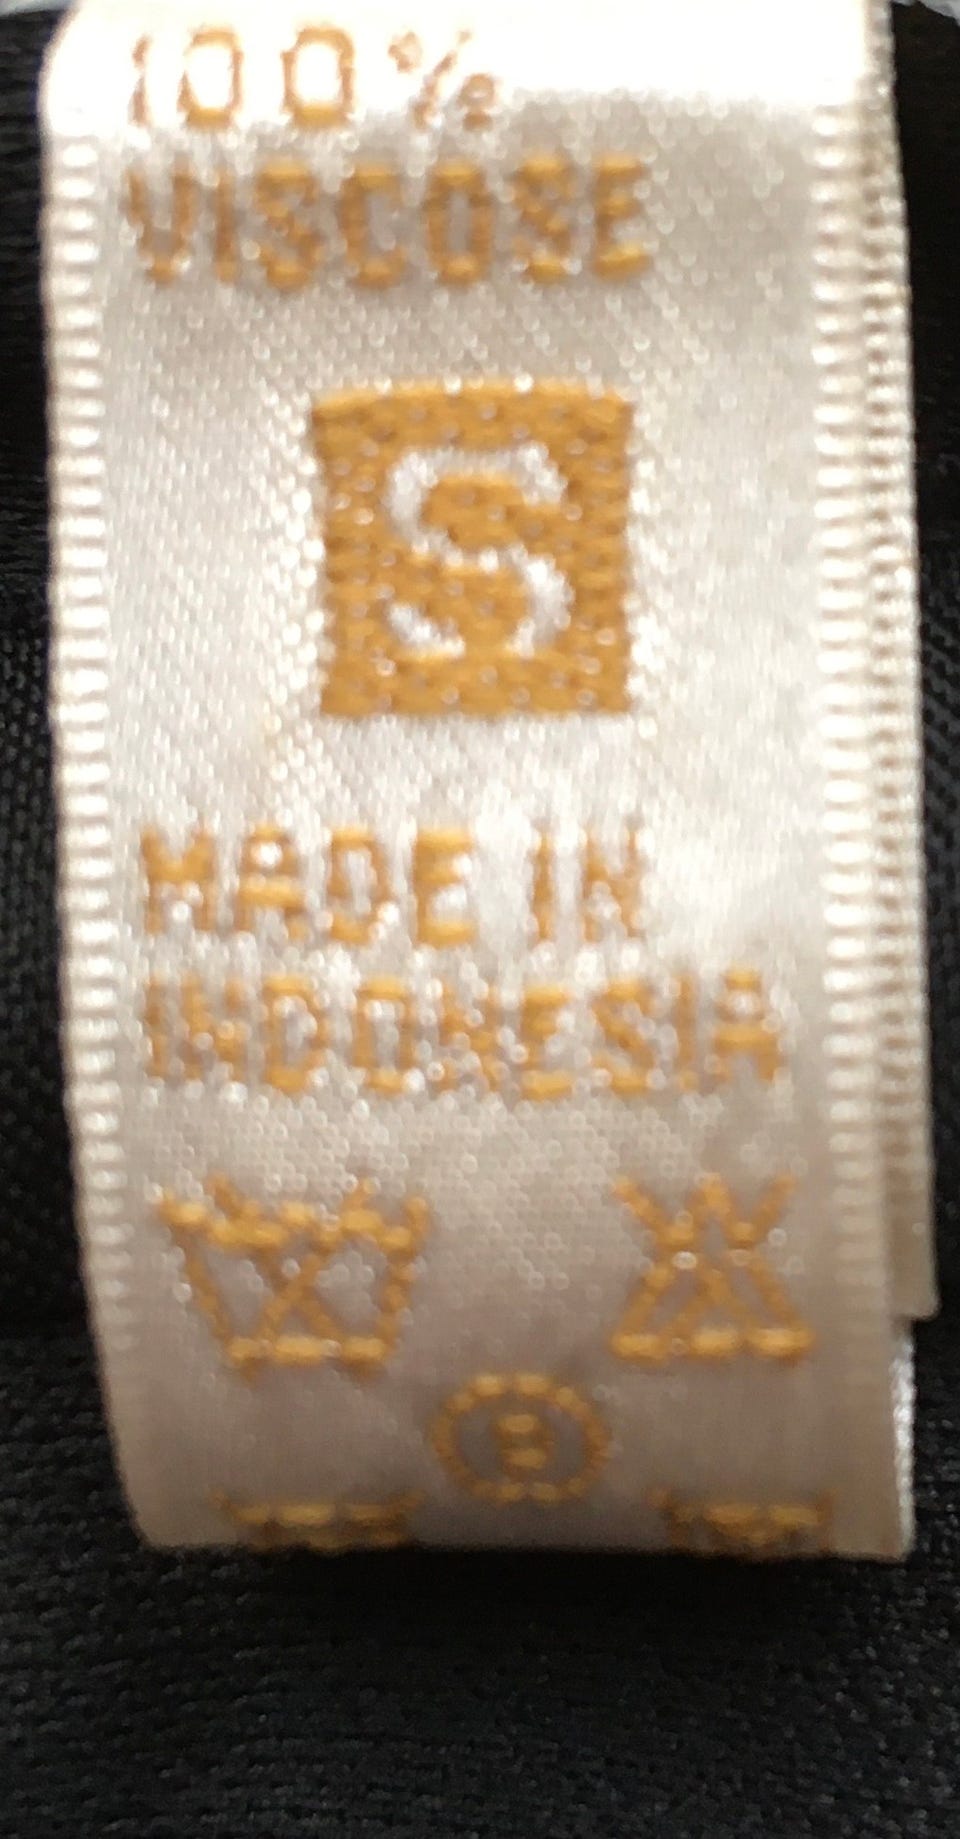 100%
VISCOSE
S
MADE IN
INDONESIA